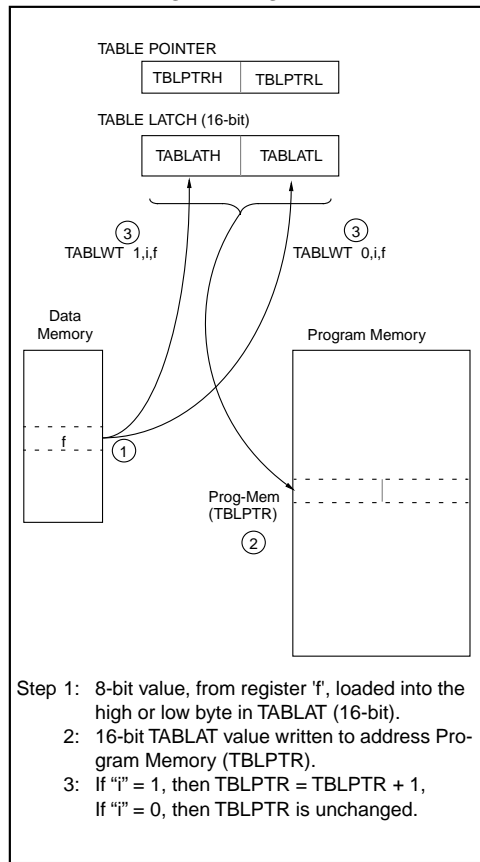 TABLE POINTER
TBLPTRH TBLPTRL
TABLE LATCH (16-bit)
TABLATH TABLATL
3 3
TABLWT 1,i,f TABLWT 0,i,f
Data
Memory
Program Memory
f
1
Prog-Mem
(TBLPTR)
2
Step 1: 8-bit value, from register 'f', loaded into the
high or low byte in TABLAT (16-bit).
2: 16-bit TABLAT value written to address Pro-
gram Memory (TBLPTR).
3: If “i” = 1, then TBLPTR = TBLPTR + 1,
If “i” = 0, then TBLPTR is unchanged.